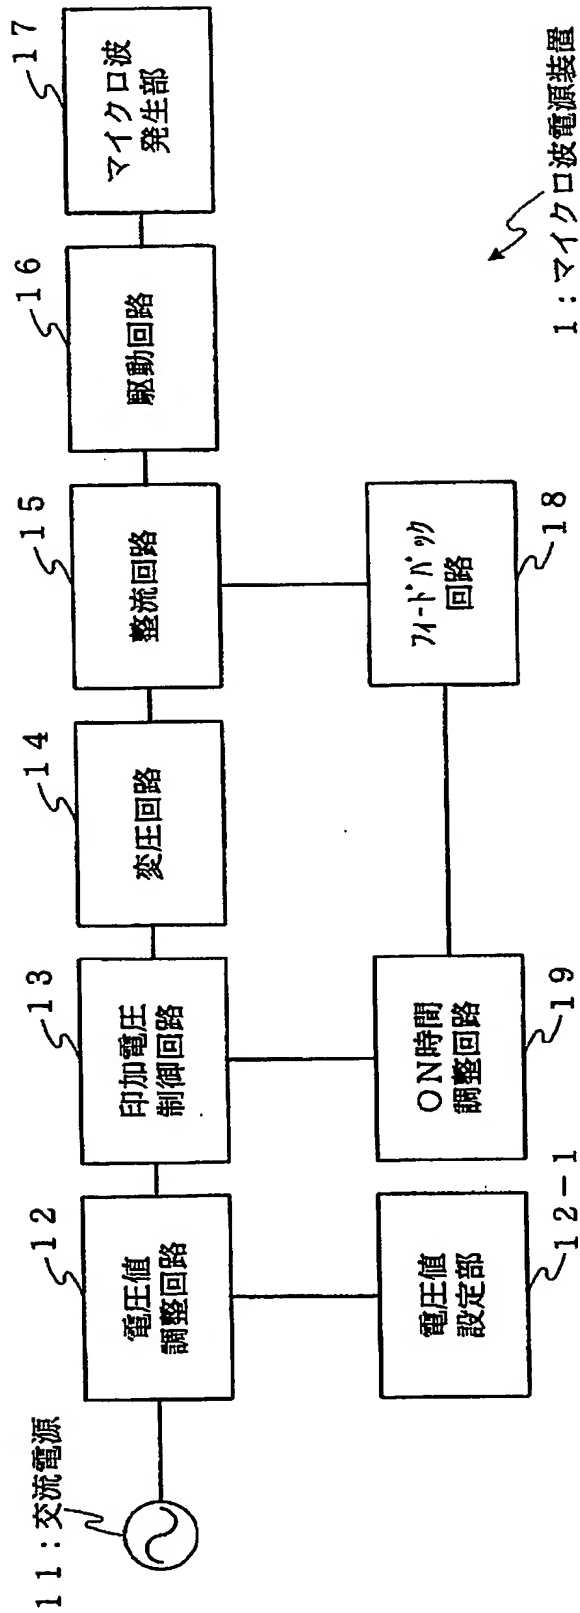 11:交流電源
12
電圧値
調整回路
13
印加電圧
制御回路
14
変圧回路
15
整流回路
16
駆動回路
17
マイクロ波
発生部
電圧値
設定部
12-1
ON時間
調整回路
19
フィードバック
回路
18
1:マイクロ波電源装置